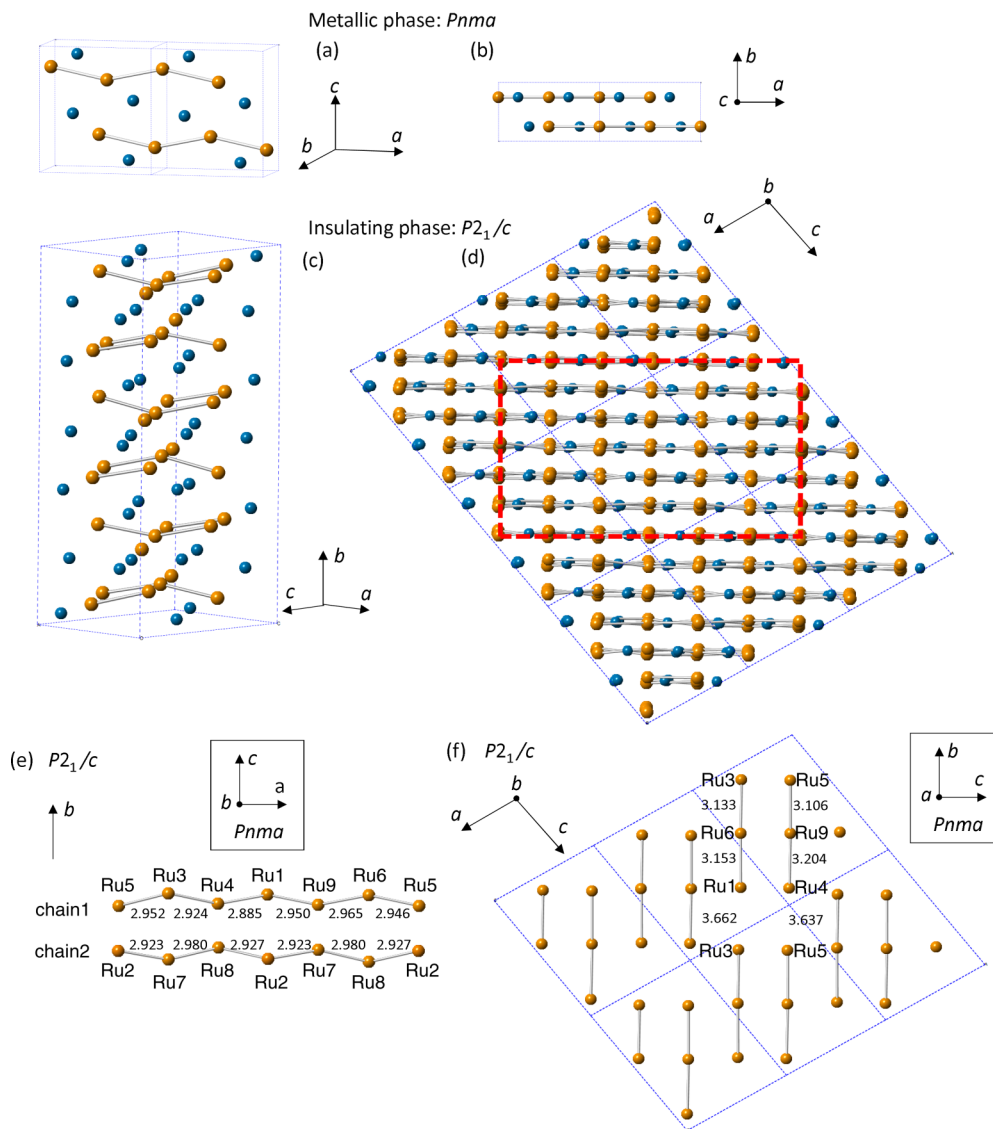 Metallic phase: Pnma
(a)
(b)
c
b
a
b
c
a
Insulating phase: P2₁/c
(c)
(d)
b
a
c
b
c
a
(e) P2₁/c
b
c
b
a
Pnma
Ru5 Ru3 Ru4 Ru1 Ru9 Ru6 Ru5
chain1
2.952 2.924 2.885 2.950 2.965 2.946
chain2
2.923 2.980 2.927 2.923 2.980 2.927
Ru2 Ru7 Ru8 Ru2 Ru7 Ru8 Ru2
(f) P2₁/c
b
a
c
b
a
c
Pnma
Ru3 Ru5
3.133 3.106
Ru6 Ru9
3.153 3.204
Ru1 Ru4
3.662 3.637
Ru3 Ru5